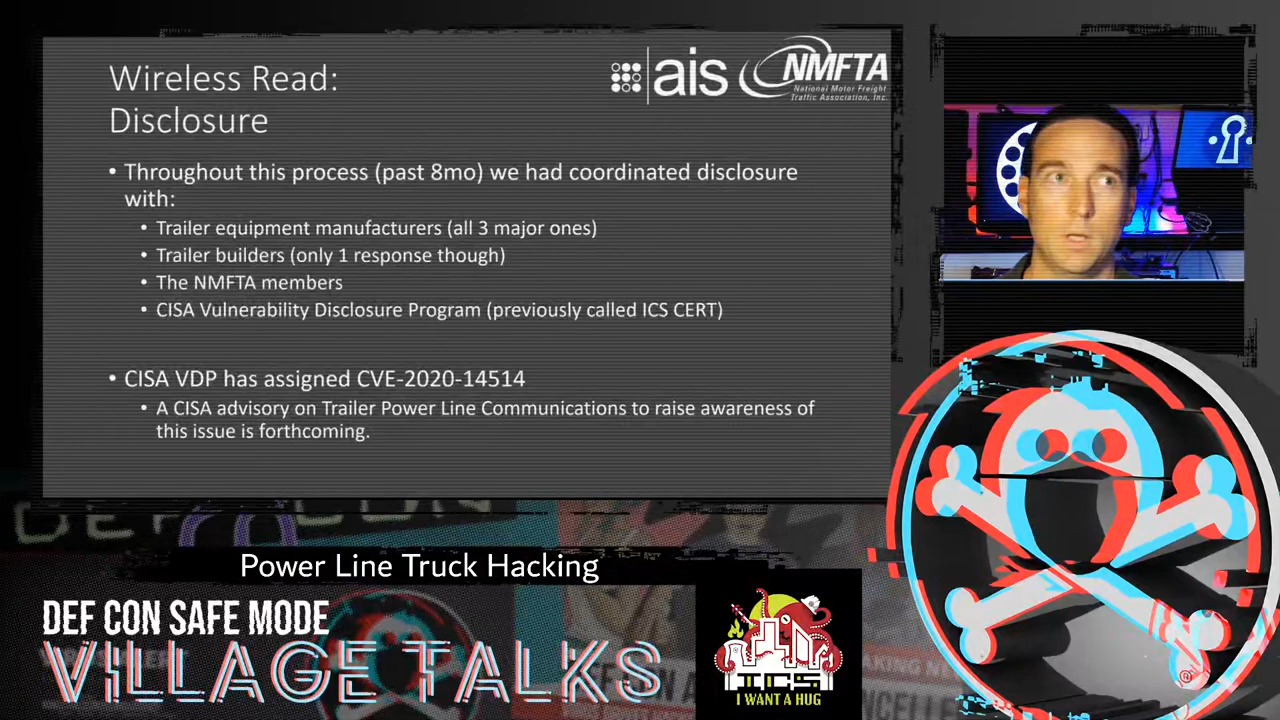 Wireless Read:
Disclosure
ais
NMFTA
National Motor Freight
Traffic Association, Inc.
• Throughout this process (past 8mo) we had coordinated disclosure
with:
• Trailer equipment manufacturers (all 3 major ones)
• Trailer builders (only 1 response though)
• The NMFTA members
• CISA Vulnerability Disclosure Program (previously called ICS CERT)
• CISA VDP has assigned CVE-2020-14514
• A CISA advisory on Trailer Power Line Communications to raise awareness of
this issue is forthcoming.
DEF CON
Power Line Truck Hacking
DEF CON SAFE MODE
VILLAGE TALKS
ICS
I WANT A HUG
®